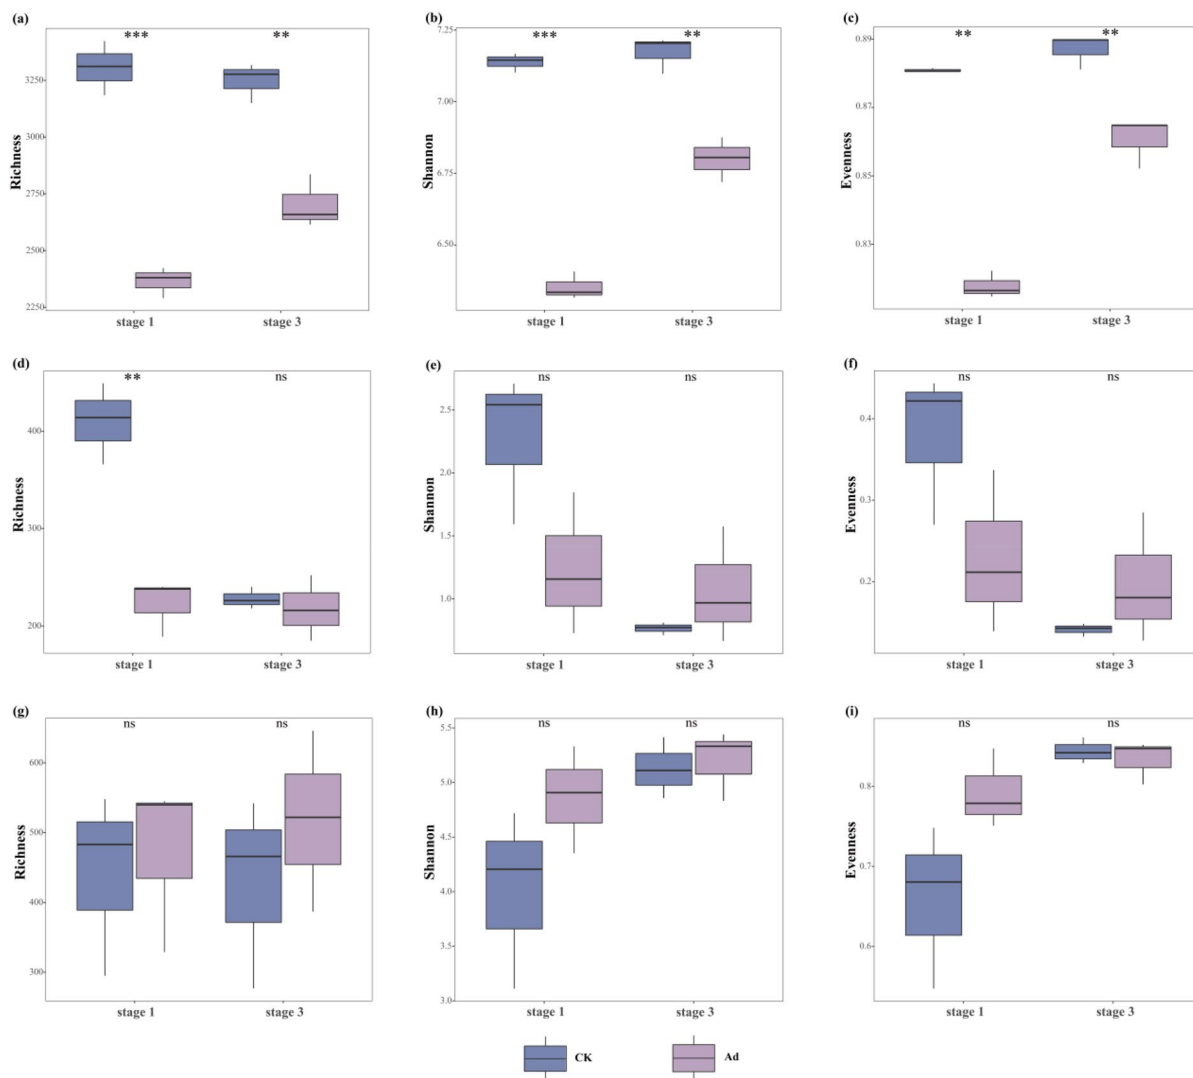 (a)
*** **
Richness
3250
3000
2750
2500
2250
stage 1 stage 3
(b)
*** **
Shannon
7.25
7.00
6.75
6.50
stage 1 stage 3
(c)
** **
Evenness
0.89
0.87
0.85
0.83
stage 1 stage 3
(d)
** ns
Richness
400
300
200
stage 1 stage 3
(e)
ns ns
Shannon
2.5
2.0
1.5
1.0
stage 1 stage 3
(f)
ns ns
Evenness
0.4
0.3
0.2
stage 1 stage 3
(g)
ns ns
Richness
600
500
400
300
stage 1 stage 3
(h)
ns ns
Shannon
5.5
5.0
4.5
4.0
3.5
3.0
stage 1 stage 3
(i)
ns ns
Evenness
0.8
0.7
0.6
stage 1 stage 3
CK Ad